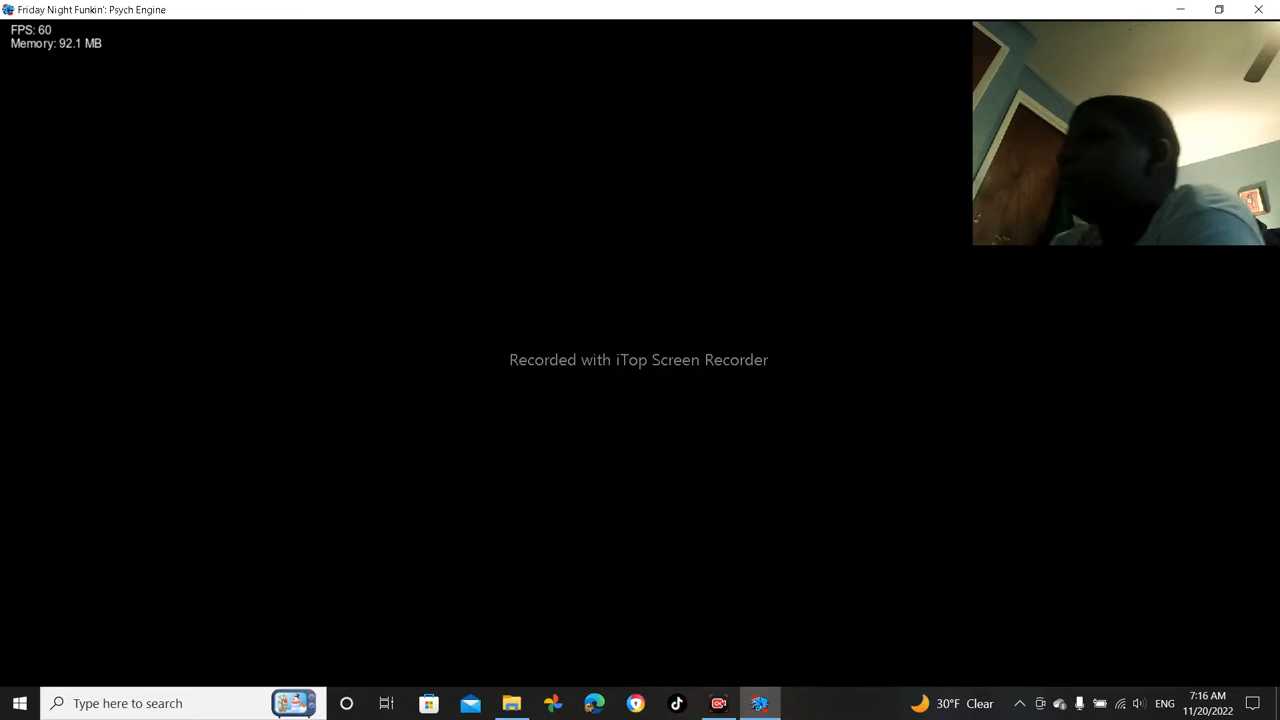 Friday Night Funkin': Psych Engine
FPS: 60
Memory: 92.1 MB
Recorded with iTop Screen Recorder
Type here to search
30°F Clear
ENG
7:16 AM
11/20/2022